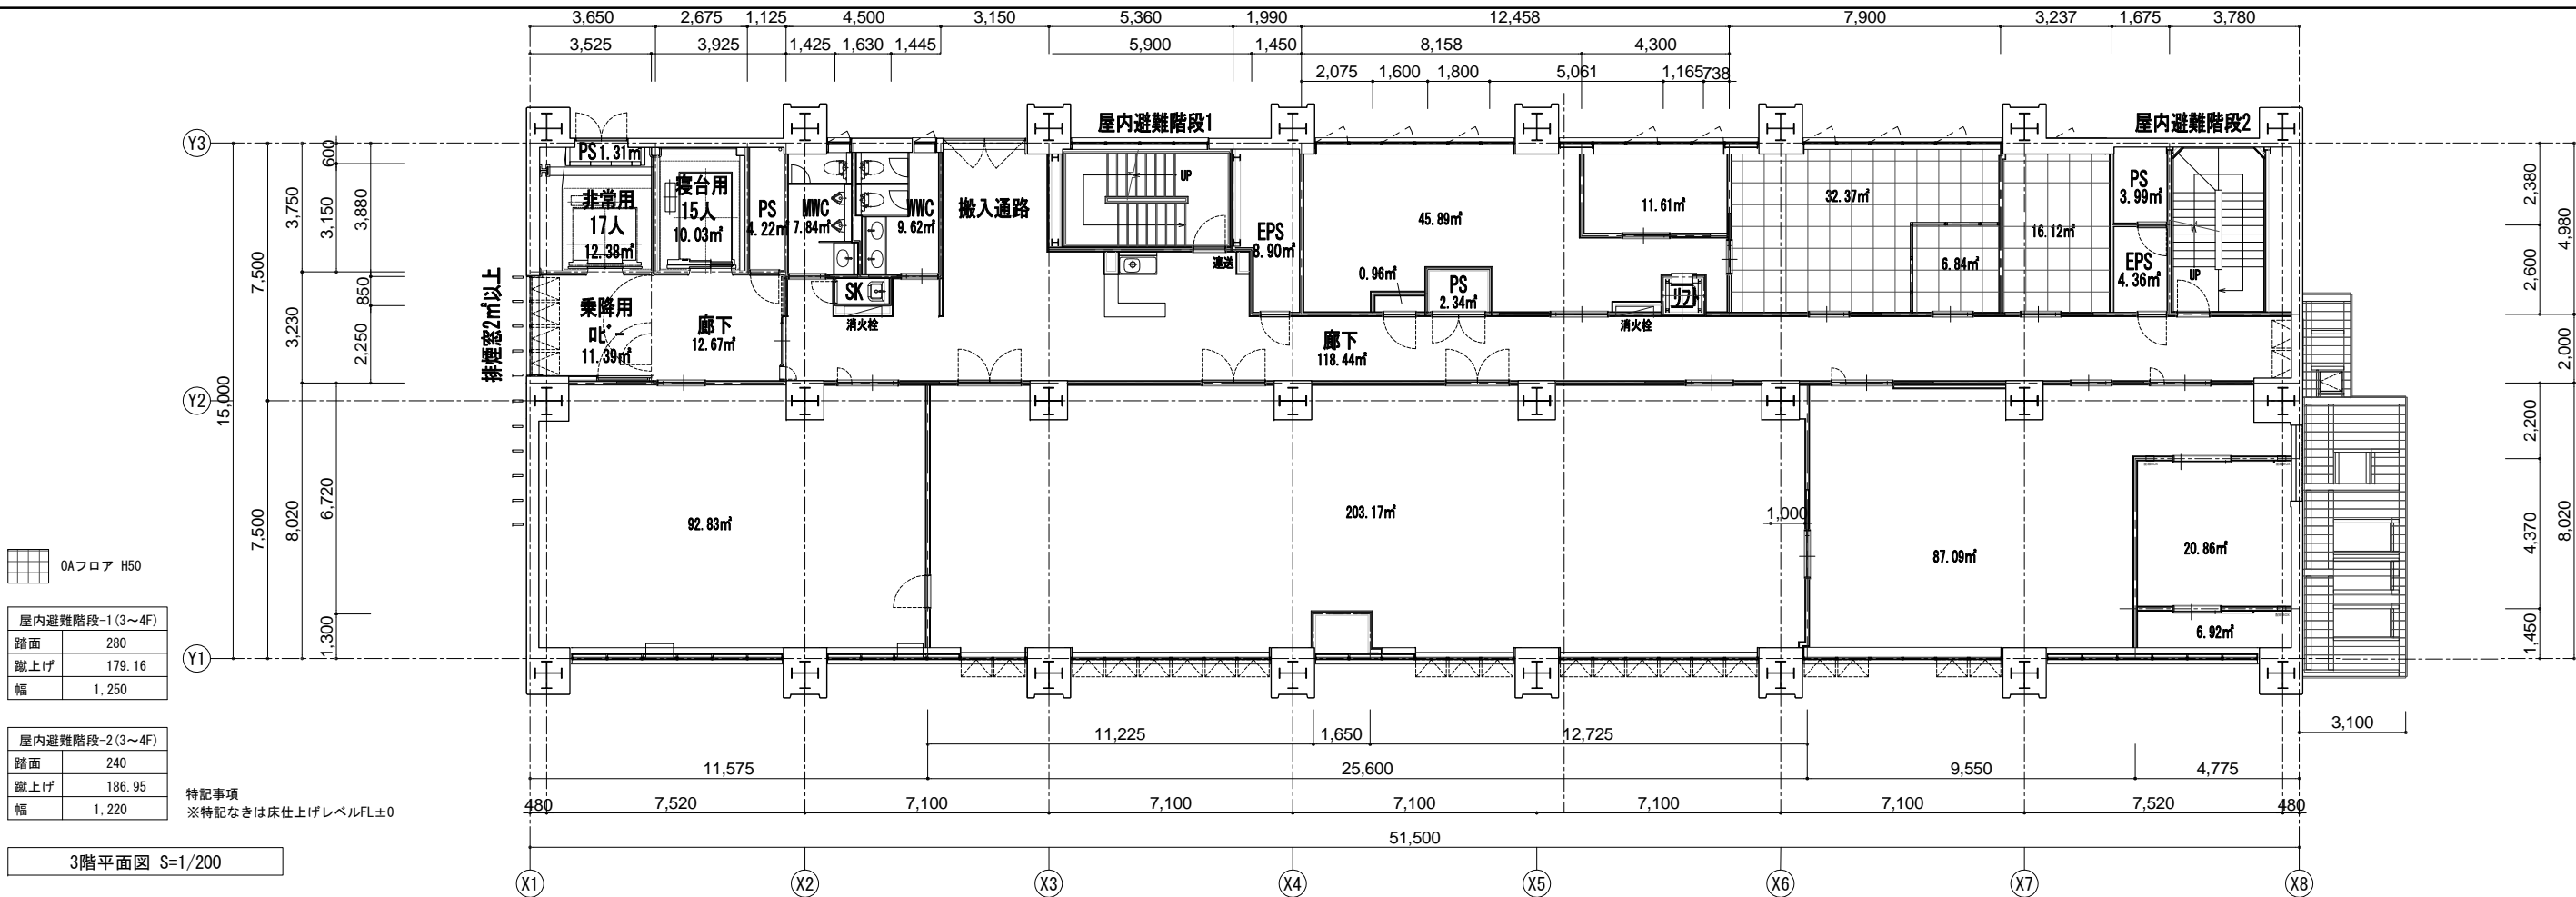 3,650 2,675 1,125 4,500 3,150 5,360 1,990 12,458 7,900 3,237 1,675 3,780
3,525 3,925 1,425 1,630 1,445 5,900 1,450 8,158 4,300
2,075 1,600 1,800 5,061 1,165 738
屋内避難階段1
屋内避難階段2
Y3
PS 1.31㎡
非常用
17人
12.38㎡
寝台用
15人
10.03㎡
PS
4.22㎡
MWC
7.84㎡
WWC
9.62㎡
搬入通路
UP
EPS
8.90㎡
45.89㎡
11.61㎡
32.37㎡
16.12㎡
6.84㎡
PS
3.99㎡
EPS
4.36㎡
UP
連送
0.96㎡
PS
2.34㎡
リフト
消火栓
SK
消火栓
排煙窓2㎡以上
乗降用
ﾛﾋﾞｰ
11.39㎡
廊下
12.67㎡
廊下
118.44㎡
600
3,750
3,150
3,880
7,500
850
3,230
2,250
15,000
Y2
6,720
7,500
8,020
1,300
Y1
2,380
4,980
2,600
2,000
2,200
4,370
8,020
1,450
92.83㎡
203.17㎡
1,000
87.09㎡
20.86㎡
6.92㎡
OAフロア H50
屋内避難階段-1(3～4F)
踏面 280
蹴上げ 179.16
幅 1,250
屋内避難階段-2(3～4F)
踏面 240
蹴上げ 186.95
幅 1,220
特記事項
※特記なきは床仕上げレベルFL±0
3階平面図 S=1/200
11,225 1,650 12,725
3,100
11,575 25,600 9,550 4,775
480 7,520 7,100 7,100 7,100 7,100 7,100 7,520 480
51,500
X1 X2 X3 X4 X5 X6 X7 X8